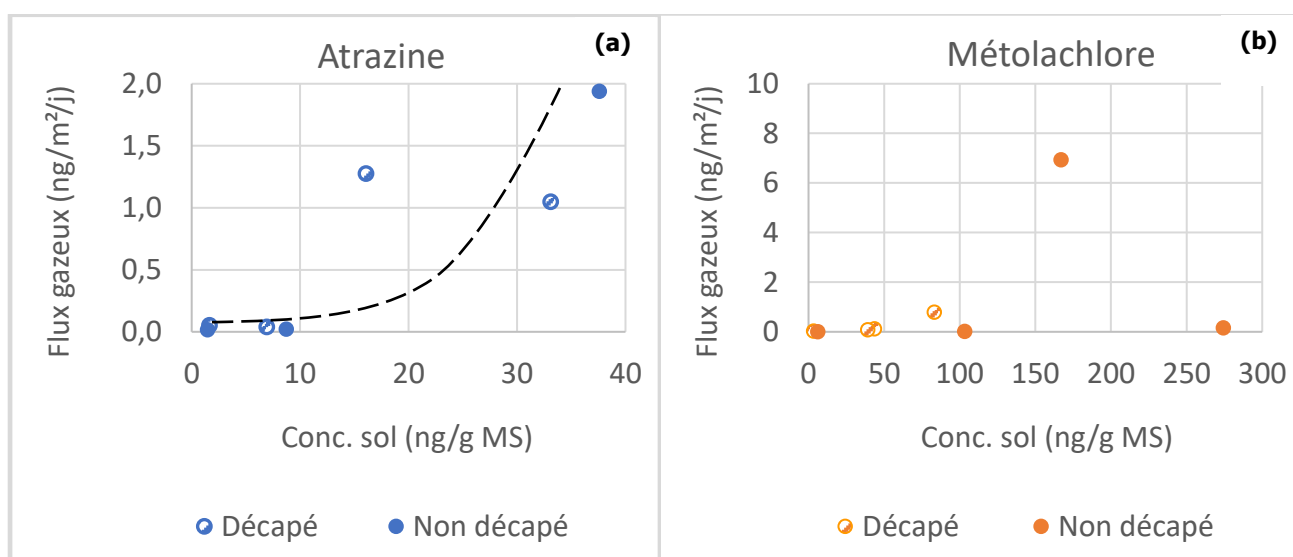 Atrazine
(a)
Flux gazeux (ng/m²/j)
2,0
1,5
1,0
0,5
0,0
0 10 20 30 40
Conc. sol (ng/g MS)
Décapé Non décapé
Métolachlore
(b)
Flux gazeux (ng/m²/j)
10
8
6
4
2
0
0 50 100 150 200 250 300
Conc. sol (ng/g MS)
Décapé Non décapé